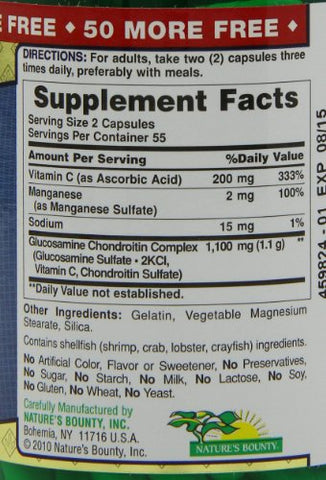 E FREE ♦ 50 MORE FREE ♦
DIRECTIONS: For adults, take two (2) capsules three
times daily, preferably with meals.
Supplement Facts
Serving Size 2 Capsules
Servings Per Container 55
Amount Per Serving %Daily Value
Vitamin C (as Ascorbic Acid) 200 mg 333%
Manganese 2 mg 100%
(as Manganese Sulfate)
Sodium 15 mg 1%
Glucosamine Chondroitin Complex 1,100 mg (1.1 g) **
(Glucosamine Sulfate • 2KCl,
Vitamin C, Chondroitin Sulfate)
**Daily Value not established.
Other Ingredients: Gelatin, Vegetable Magnesium
Stearate, Silica.
Contains shellfish (shrimp, crab, lobster, crayfish) ingredients.
No Artificial Color, Flavor or Sweetener, No Preservatives,
No Sugar, No Starch, No Milk, No Lactose, No Soy,
No Gluten, No Wheat, No Yeast.
Carefully Manufactured by
NATURE'S BOUNTY, INC.
Bohemia, NY 11716 U.S.A.
© 2010 Nature's Bounty, Inc.
NATURE'S BOUNTY
459824-01 EXP. 08/15